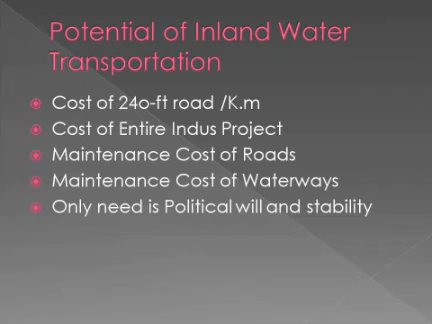 Potential of Inland Water
Transportation
Cost of 24o-ft road /K.m
Cost of Entire Indus Project
Maintenance Cost of Roads
Maintenance Cost of Waterways
Only need is Political will and stability